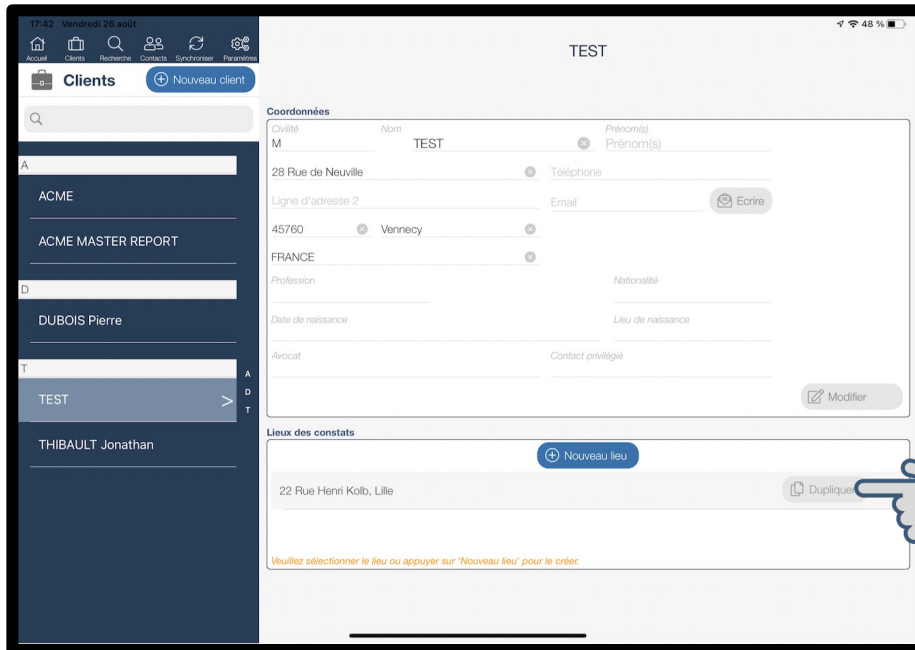 17:42 Vendredi 26 août
48 %
Accueil Clients Recherche Contacts Synchroniser Paramètres
Clients
Nouveau client
A
ACME
ACME MASTER REPORT
D
DUBOIS Pierre
T
TEST
THIBAULT Jonathan
A
D
T
TEST
Coordonnées
Civilité Nom Prénom(s)
M TEST Prénom(s)
28 Rue de Neuville Téléphone
Ligne d'adresse 2 Email Ecrire
45760 Vennecy
FRANCE
Profession Nationalité
Date de naissance Lieu de naissance
Avocat Contact privilégié
Modifier
Lieux des constats
Nouveau lieu
22 Rue Henri Kolb, Lille Dupliquer
Veuillez sélectionner le lieu ou appuyer sur 'Nouveau lieu' pour le créer.